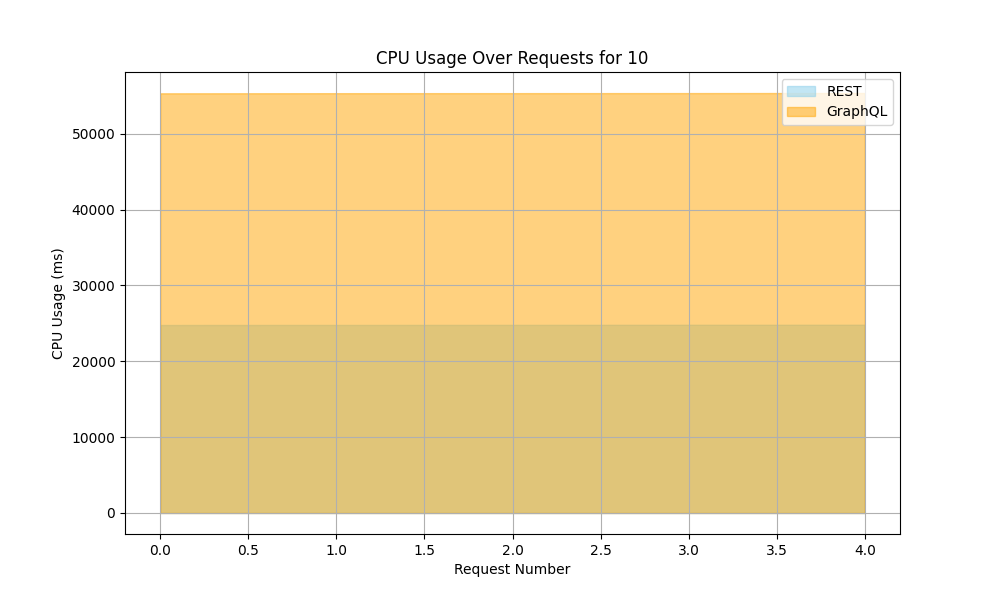 CPU Usage Over Requests for 10
REST
GraphQL
50000
40000
30000
20000
10000
0
CPU Usage (ms)
0.0 0.5 1.0 1.5 2.0 2.5 3.0 3.5 4.0
Request Number